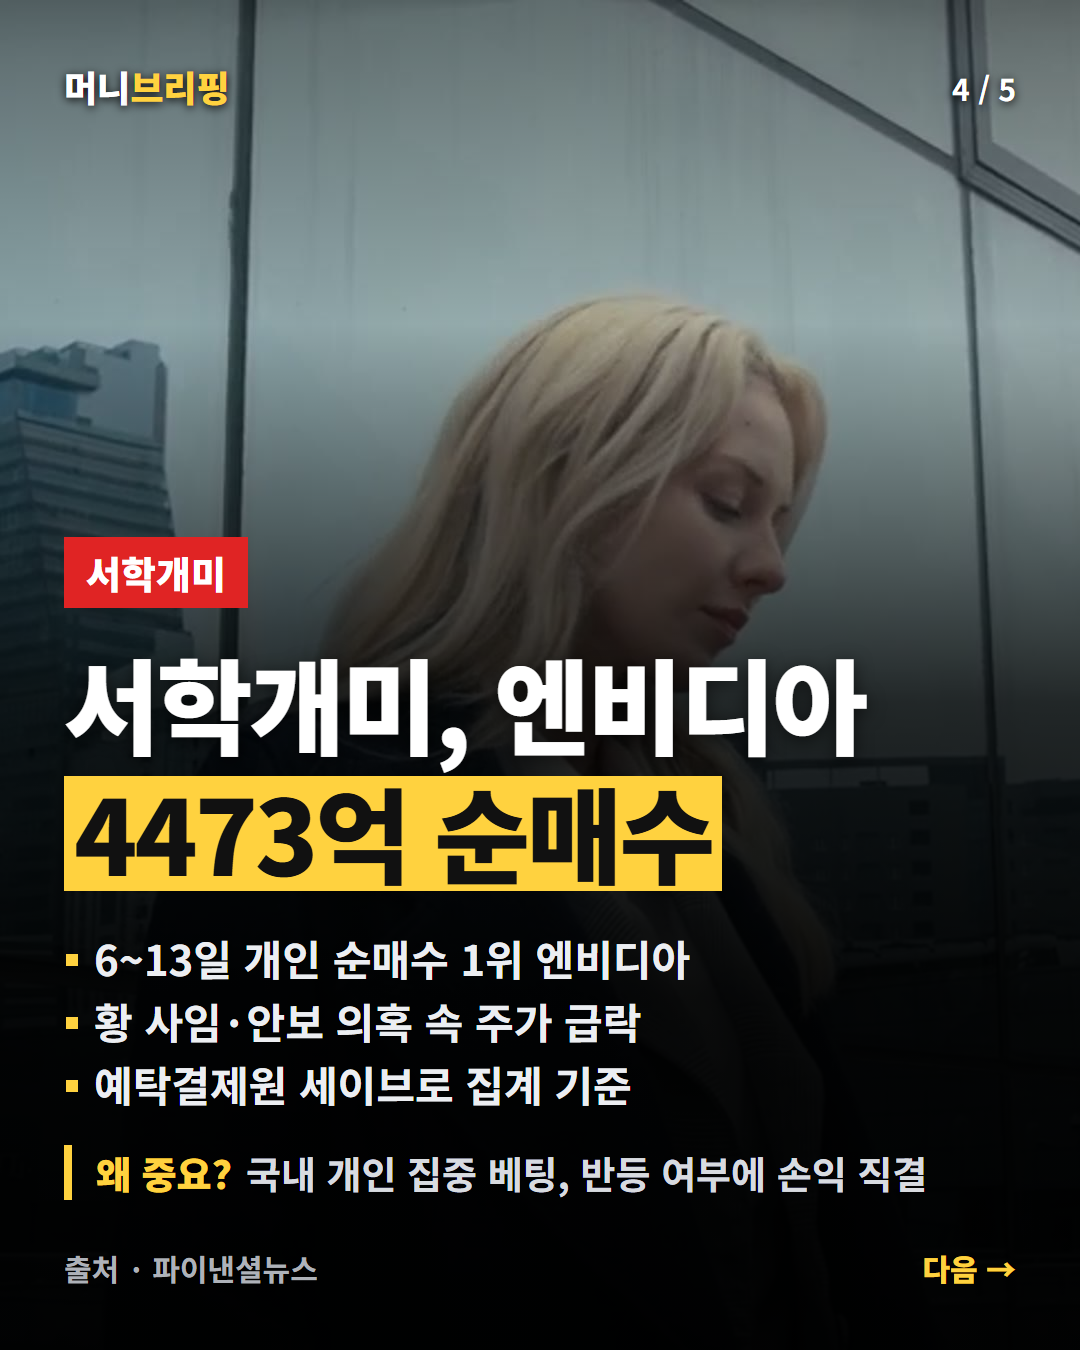 머니브리핑
4 / 5
서학개미
서학개미, 엔비디아
4473억 순매수
6~13일 개인 순매수 1위 엔비디아
황 사임·안보 의혹 속 주가 급락
예탁결제원 세이브로 집계 기준
왜 중요? 국내 개인 집중 베팅, 반등 여부에 손익 직결
출처 · 파이낸셜뉴스
다음 →